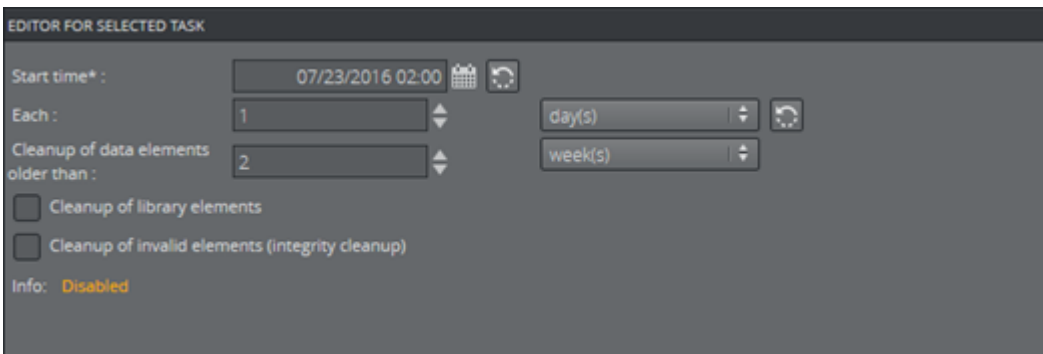 EDITOR FOR SELECTED TASK
Start time* : 07/23/2016 02:00
Each : 1 day(s)
Cleanup of data elements
older than : 2 week(s)
Cleanup of library elements
Cleanup of invalid elements (integrity cleanup)
Info: Disabled